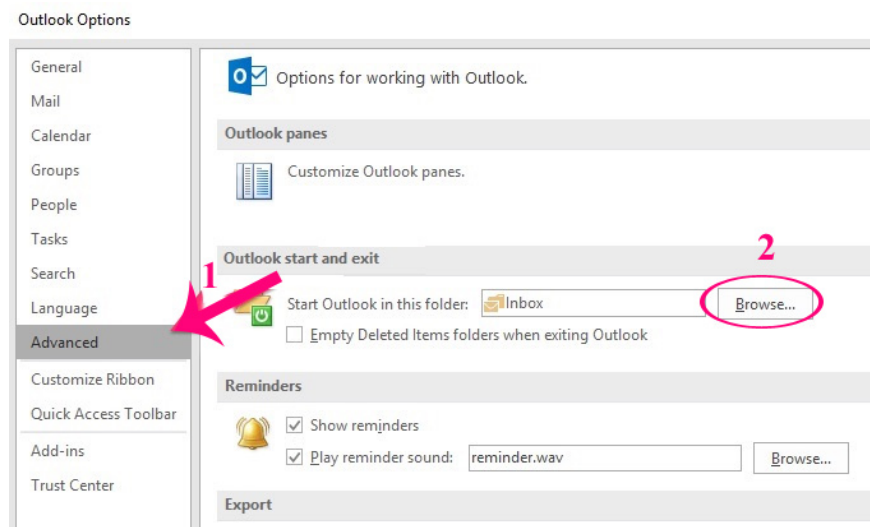 Outlook Options
General
Mail
Calendar
Groups
People
Tasks
Search
Language
Advanced
Customize Ribbon
Quick Access Toolbar
Add-ins
Trust Center
1
Options for working with Outlook.
Outlook panes
Customize Outlook panes.
Outlook start and exit
2
Start Outlook in this folder: Inbox Browse...
Empty Deleted Items folders when exiting Outlook
Reminders
Show reminders
Play reminder sound: reminder.wav Browse...
Export